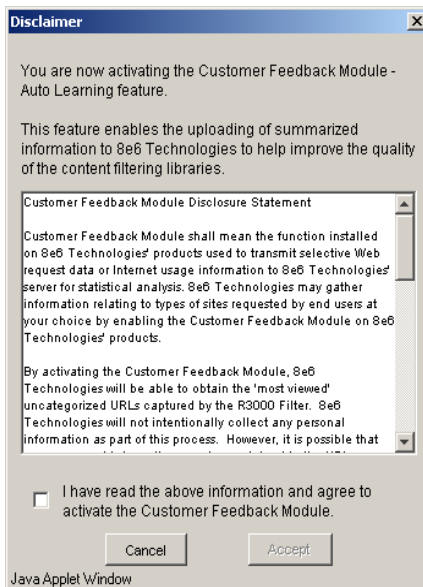 Disclaimer
You are now activating the Customer Feedback Module -
Auto Learning feature.
This feature enables the uploading of summarized
information to 8e6 Technologies to help improve the quality
of the content filtering libraries.
Customer Feedback Module Disclosure Statement
Customer Feedback Module shall mean the function installed
on 8e6 Technologies' products used to transmit selective Web
request data or Internet usage information to 8e6 Technologies'
server for statistical analysis. 8e6 Technologies may gather
information relating to types of sites requested by end users at
your choice by enabling the Customer Feedback Module on 8e6
Technologies' products.
By activating the Customer Feedback Module, 8e6
Technologies will be able to obtain the 'most viewed'
uncategorized URLs captured by the R3000 Filter. 8e6
Technologies will not intentionally collect any personal
information as part of this process. However, it is possible that
I have read the above information and agree to
activate the Customer Feedback Module.
Cancel
Accept
Java Applet Window